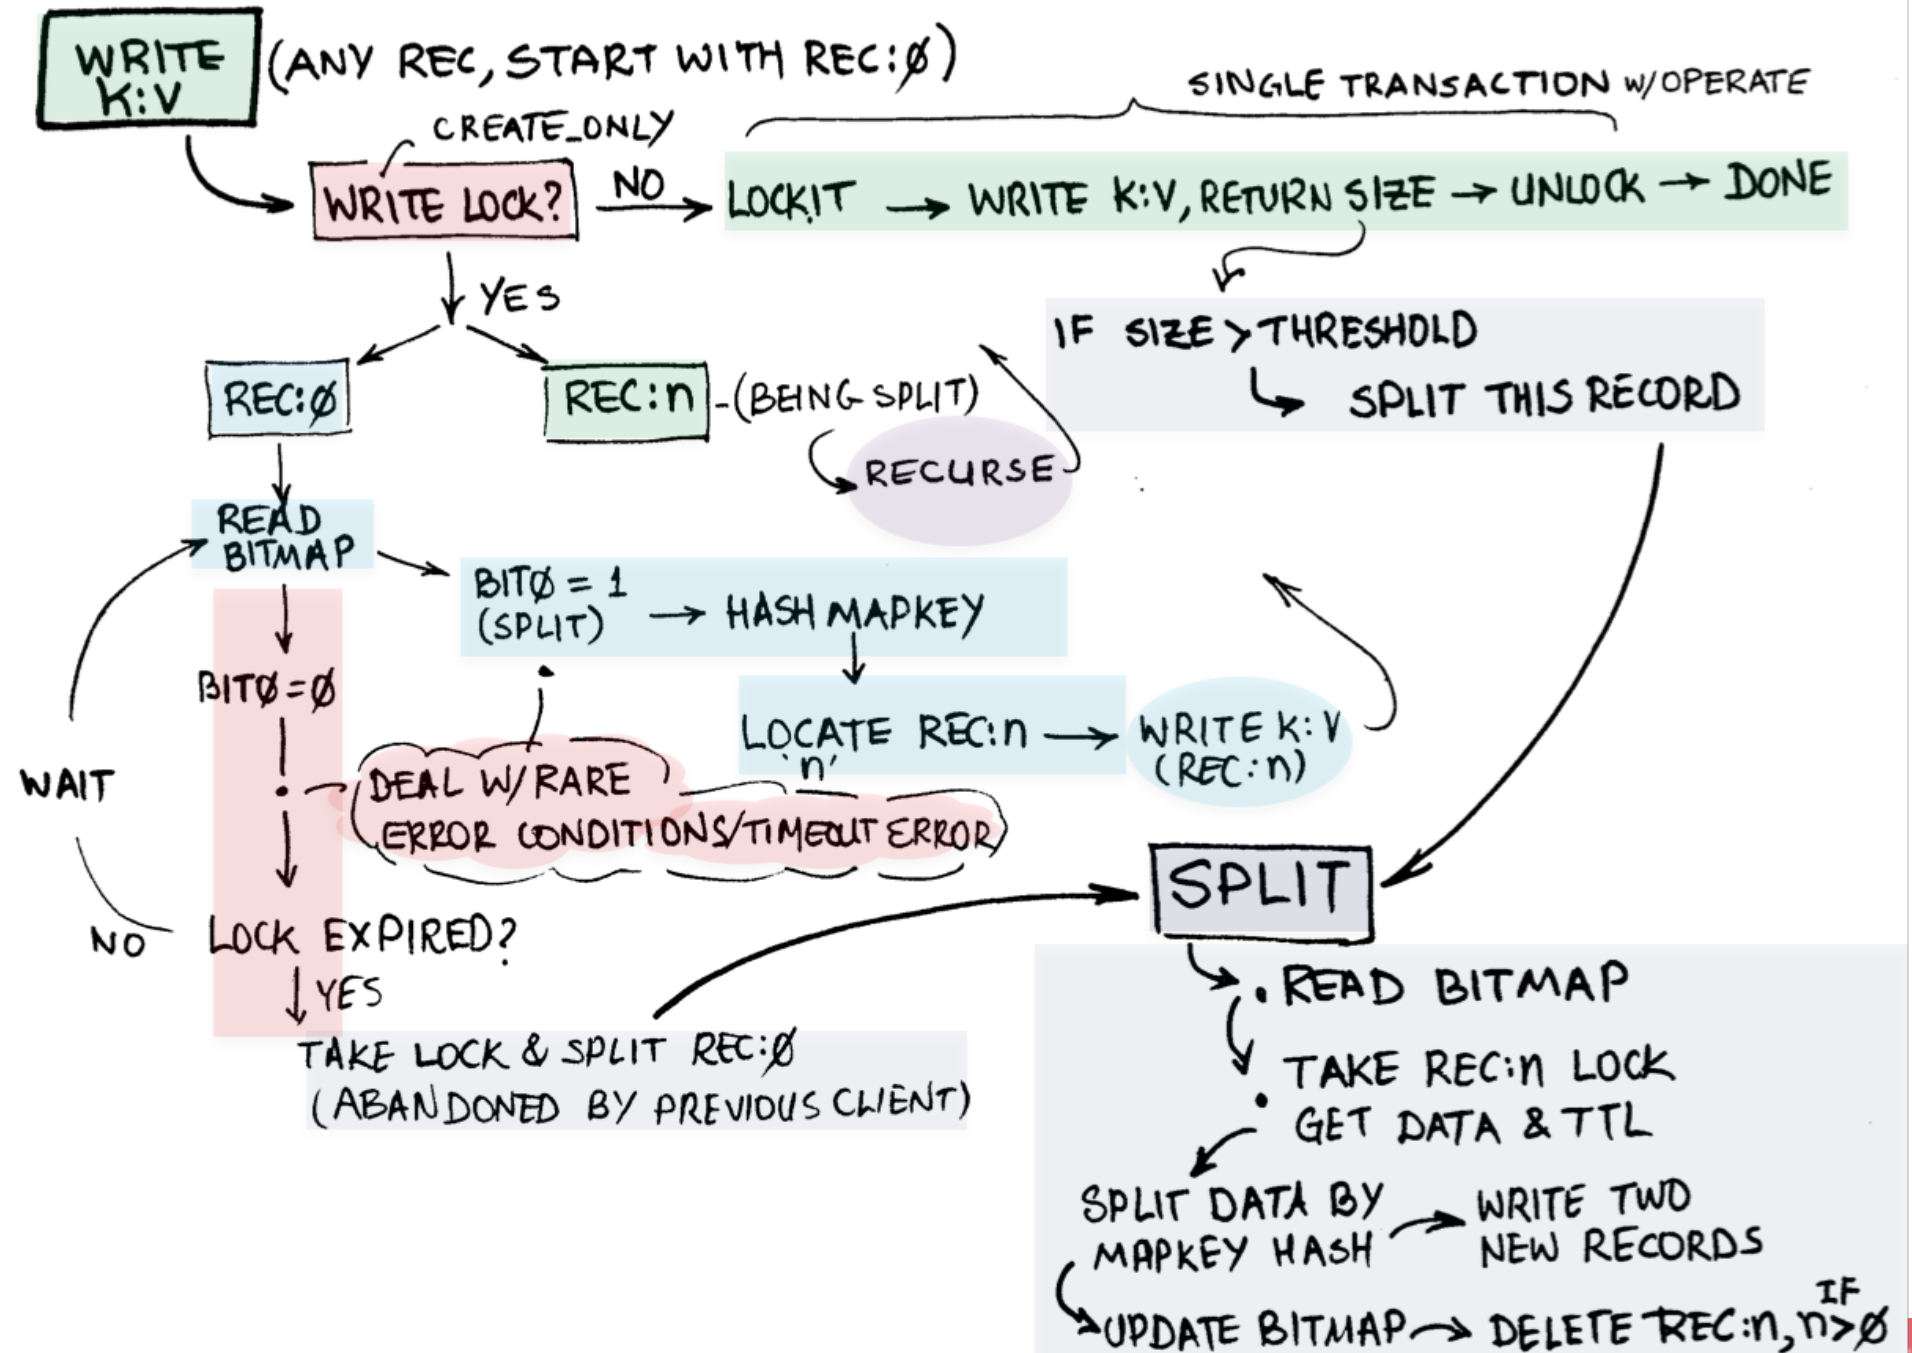 WRITE
K:V
(ANY REC, START WITH REC:Ø)
SINGLE TRANSACTION W/OPERATE
CREATE_ONLY
WRITE LOCK?
NO
LOCKIT → WRITE K:V, RETURN SIZE → UNLOCK → DONE
YES
IF SIZE > THRESHOLD
SPLIT THIS RECORD
REC:Ø
REC:n
-(BEING SPLIT)
RECURSE
READ
BITMAP
BITØ = 1
(SPLIT)
→ HASH MAPKEY
BITØ=Ø
LOCATE REC:n
'n'
WRITE K:V
(REC:n)
WAIT
DEAL W/RARE
ERROR CONDITIONS/TIMEOUT ERROR
NO
LOCK EXPIRED?
YES
TAKE LOCK & SPLIT REC:Ø
(ABANDONED BY PREVIOUS CLIENT)
SPLIT
• READ BITMAP
• TAKE REC:n LOCK
GET DATA & TTL
SPLIT DATA BY
MAPKEY HASH
WRITE TWO
NEW RECORDS
UPDATE BITMAP → DELETE REC:n, IF n>Ø